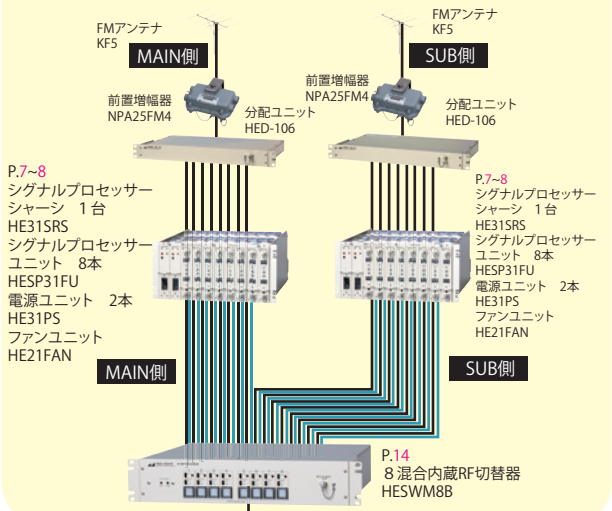 FMアンテナ
KF5
MAIN側
前置増幅器
NPA25FM4
分配ユニット
HED-106
P.7~8
シグナルプロセッサー
シャーシ　1台
HE31SRS
シグナルプロセッサー
ユニット　8本
HESP31FU
電源ユニット　2本
HE31PS
ファンユニット
HE21FAN
MAIN側
FMアンテナ
KF5
SUB側
前置増幅器
NPA25FM4
分配ユニット
HED-106
P.7~8
シグナルプロセッサー
シャーシ　1台
HE31SRS
シグナルプロセッサー
ユニット　8本
HESP31FU
電源ユニット　2本
HE31PS
ファンユニット
HE21FAN
SUB側
P.14
８混合内蔵RF切替器
HESWM8B